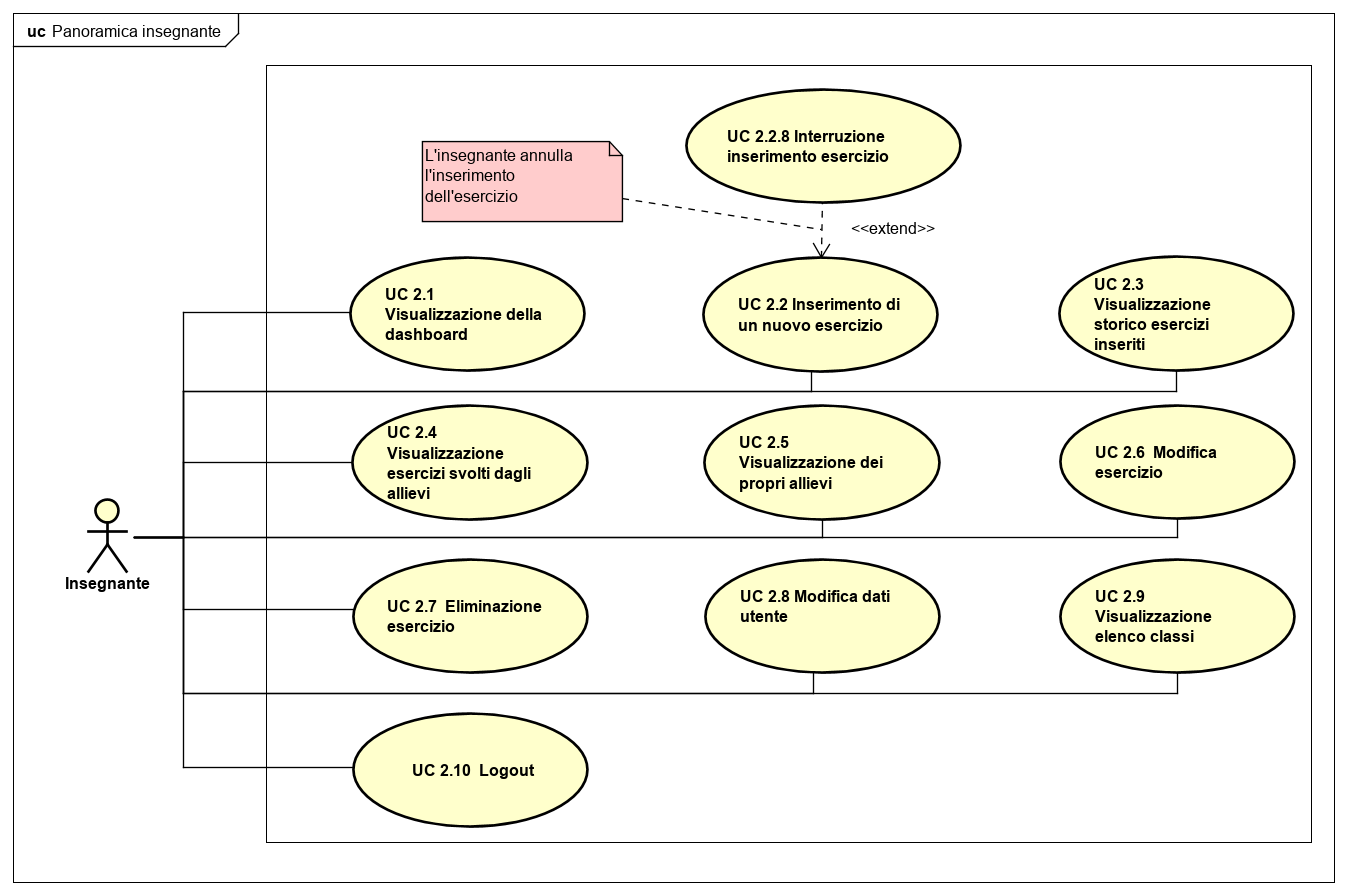 uc Panoramica insegnante
UC 2.2.8 Interruzione
inserimento esercizio
L'insegnante annulla
l'inserimento
dell'esercizio
<<extend>>
UC 2.1
Visualizzazione della
dashboard
UC 2.2 Inserimento di
un nuovo esercizio
UC 2.3
Visualizzazione
storico esercizi
inseriti
UC 2.4
Visualizzazione
esercizi svolti dagli
allievi
UC 2.5
Visualizzazione dei
propri allievi
UC 2.6  Modifica
esercizio
Insegnante
UC 2.7  Eliminazione
esercizio
UC 2.8 Modifica dati
utente
UC 2.9
Visualizzazione
elenco classi
UC 2.10  Logout